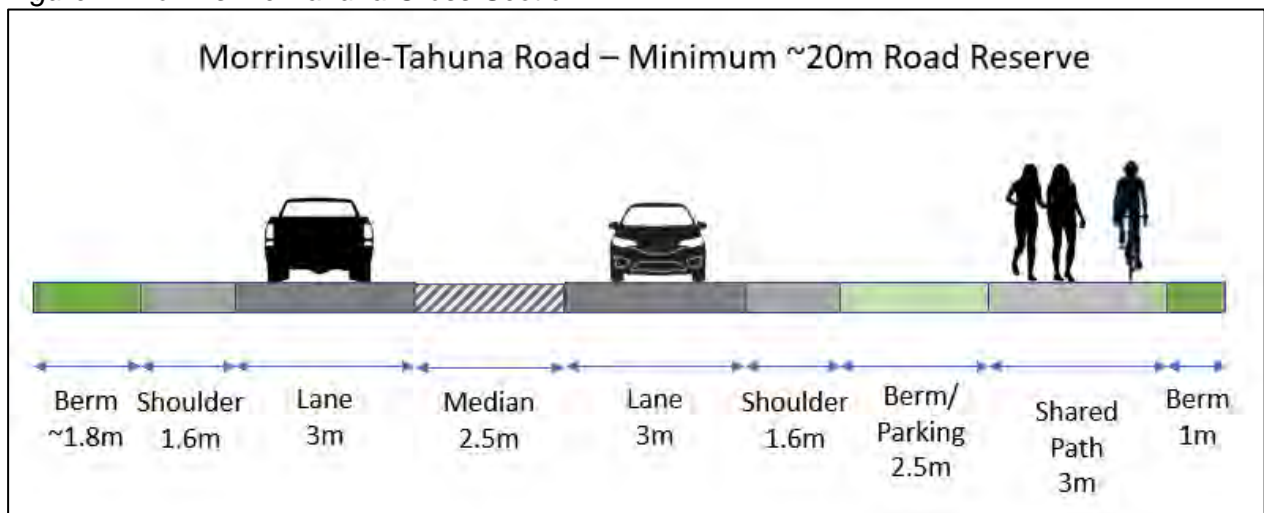 Morrinsville-Tahuna Road – Minimum ~20m Road Reserve
Berm
~1.8m
Shoulder
1.6m
Lane
3m
Median
2.5m
Lane
3m
Shoulder
1.6m
Berm/
Parking
2.5m
Shared
Path
3m
Berm
1m